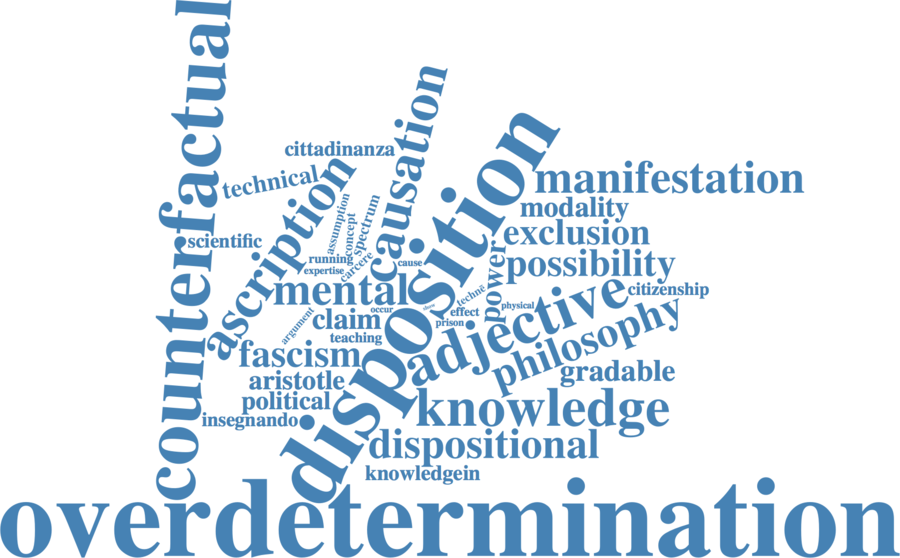 counterfactual
causation
disposition
cittadinanza
technical
ascription
manifestation
assumption
concept
spectrum
modality
scientific
exclusion
running
expertise
carcere
cause
power
possibility
mental
technê
citizenship
occur
show
physical
argument
claim
effect
prison
adjective
philosophy
teaching
fascism
aristotle
gradable
political
insegnando
knowledge
dispositional
knowledgein
overdetermination